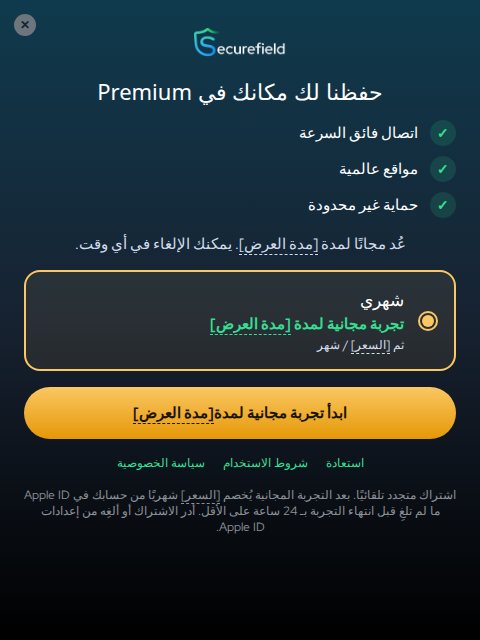 ✕
Securefield
حفظنا لك مكانك في Premium
✓ اتصال فائق السرعة
✓ مواقع عالمية
✓ حماية غير محدودة
عُد مجانًا لمدة [مدة العرض]. يمكنك الإلغاء في أي وقت.
شهري
تجربة مجانية لمدة [مدة العرض]
ثم [السعر] / شهر
ابدأ تجربة مجانية لمدة[مدة العرض]
استعادة شروط الاستخدام سياسة الخصوصية
اشتراك متجدد تلقائيًا. بعد التجربة المجانية يُخصم [السعر] شهريًا من حسابك في Apple ID
ما لم تلغِ قبل انتهاء التجربة بـ 24 ساعة على الأقل. أدر الاشتراك أو ألغِه من إعدادات
Apple ID.